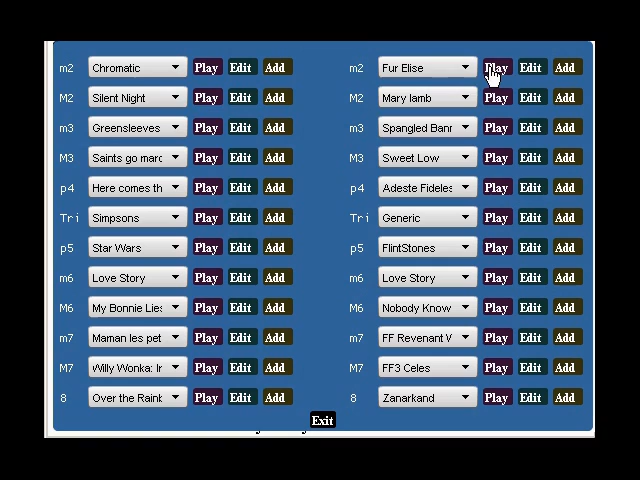 m2 Chromatic Play Edit Add m2 Fur Elise Play Edit Add
M2 Silent Night Play Edit Add M2 Mary lamb Play Edit Add
m3 Greensleeves Play Edit Add m3 Spangled Bann Play Edit Add
M3 Saints go marc Play Edit Add M3 Sweet Low Play Edit Add
p4 Here comes th Play Edit Add p4 Adeste Fideles Play Edit Add
Tri Simpsons Play Edit Add Tri Generic Play Edit Add
p5 Star Wars Play Edit Add p5 FlintStones Play Edit Add
m6 Love Story Play Edit Add m6 Love Story Play Edit Add
M6 My Bonnie Lies Play Edit Add M6 Nobody Know Play Edit Add
m7 Maman les pet Play Edit Add m7 FF Revenant Play Edit Add
M7 Willy Wonka: Play Edit Add M7 FF3 Celes Play Edit Add
8 Over the Play Edit Add 8 Zanarkand Play Edit Add
Exit